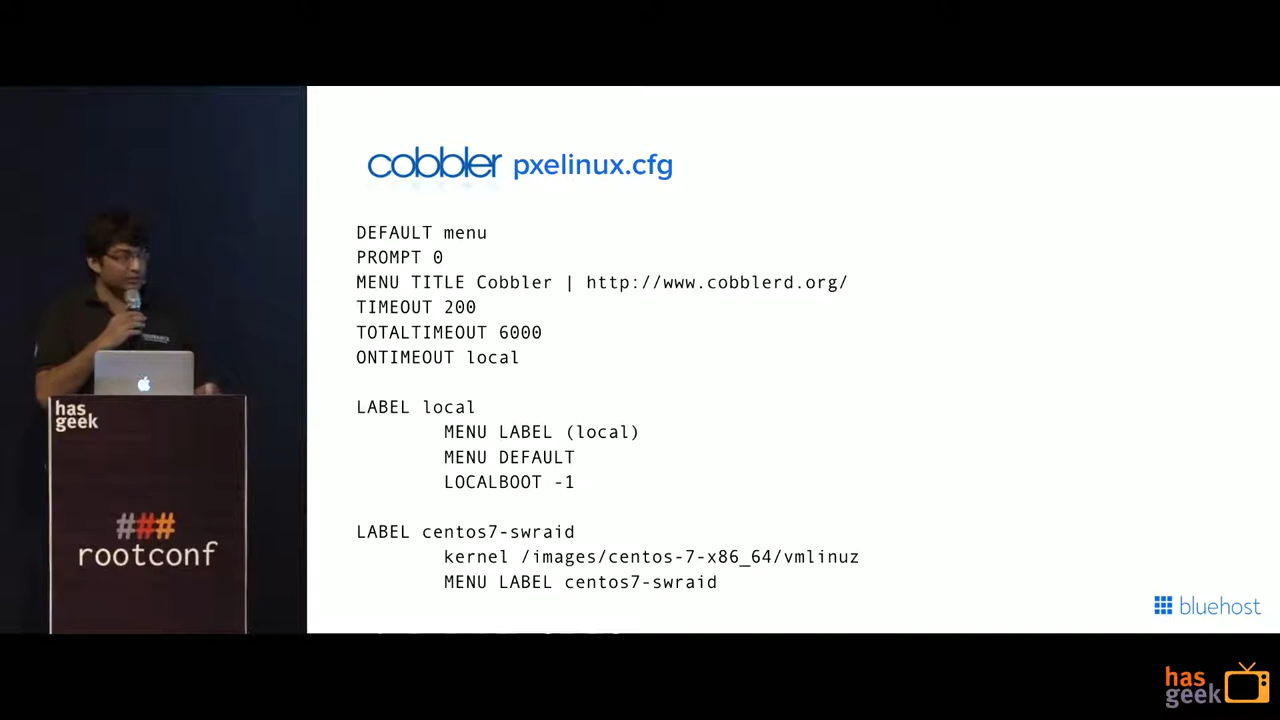 cobbler pxelinux.cfg
DEFAULT menu
PROMPT 0
MENU TITLE Cobbler | http://www.cobblerd.org/
TIMEOUT 200
TOTALTIMEOUT 6000
ONTIMEOUT local
LABEL local
MENU LABEL (local)
MENU DEFAULT
LOCALBOOT -1
LABEL centos7-swraid
kernel /images/centos-7-x86_64/vmlinuz
MENU LABEL centos7-swraid
bluehost
has
geek
###
rootconf
has
geek